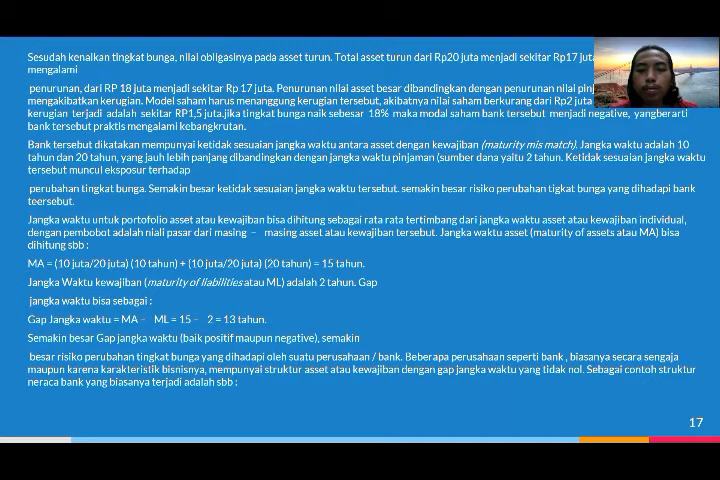 Sesudah kenaikan tingkat bunga, nilai obligasinya pada asset turun. Total asset turun dari Rp20 juta menjadi sekitar Rp17 juta
mengalami
penurunan, dari RP 18 juta menjadi sekitar Rp 17 juta. Penurunan nilai asset besar dibandingkan dengan penurunan nilai
mengakibatkan kerugian. Model saham harus menanggung kerugian tersebut, akibatnya nilai saham berkurang dari Rp2 juta
kerugian terjadi adalah sekitar RP1,5 juta.jika tingkat bunga naik sebesar 18% maka modal saham bank tersebut menjadi negative, yangberarti
bank tersebut praktis mengalami kebangkrutan.
Bank tersebut dikatakan mempunyai ketidak sesuaian jangka waktu antara asset dengan kewajiban (maturity mis match). Jangka waktu adalah 10
tahun dan 20 tahun, yang jauh lebih panjang dibandingkan dengan jangka waktu pinjaman (sumber dana yaitu 2 tahun. Ketidak sesuaian jangka waktu
tersebut muncul eksposur terhadap
perubahan tingkat bunga. Semakin besar ketidak sesuaian jangka waktu tersebut. semakin besar risiko perubahan tigkat bunga yang dihadapi bank
teersebut.
Jangka waktu untuk portofolio asset atau kewajiban bisa dihitung sebagai rata rata tertimbang dari jangka waktu asset atau kewajiban individual,
dengan pembobot adalah niali pasar dari masing – masing asset atau kewajiban tersebut. Jangka waktu asset (maturity of assets atau MA) bisa
dihitung sbb :
MA = (10 juta/20 juta) (10 tahun) + (10 juta/20 juta) (20 tahun) = 15 tahun.
Jangka Waktu kewajiban (maturity of liabilities atau ML) adalah 2 tahun. Gap
jangka waktu bisa sebagai :
Gap Jangka waktu = MA – ML = 15 – 2 = 13 tahun.
Semakin besar Gap jangka waktu (baik positif maupun negative), semakin
besar risiko perubahan tingkat bunga yang dihadapi oleh suatu perusahaan / bank. Beberapa perusahaan seperti bank , biasanya secara sengaja
maupun karena karakteristik bisnisnya, mempunyai struktur asset atau kewajiban dengan gap jangka waktu yang tidak nol. Sebagai contoh struktur
neraca bank yang biasanya terjadi adalah sbb :
17